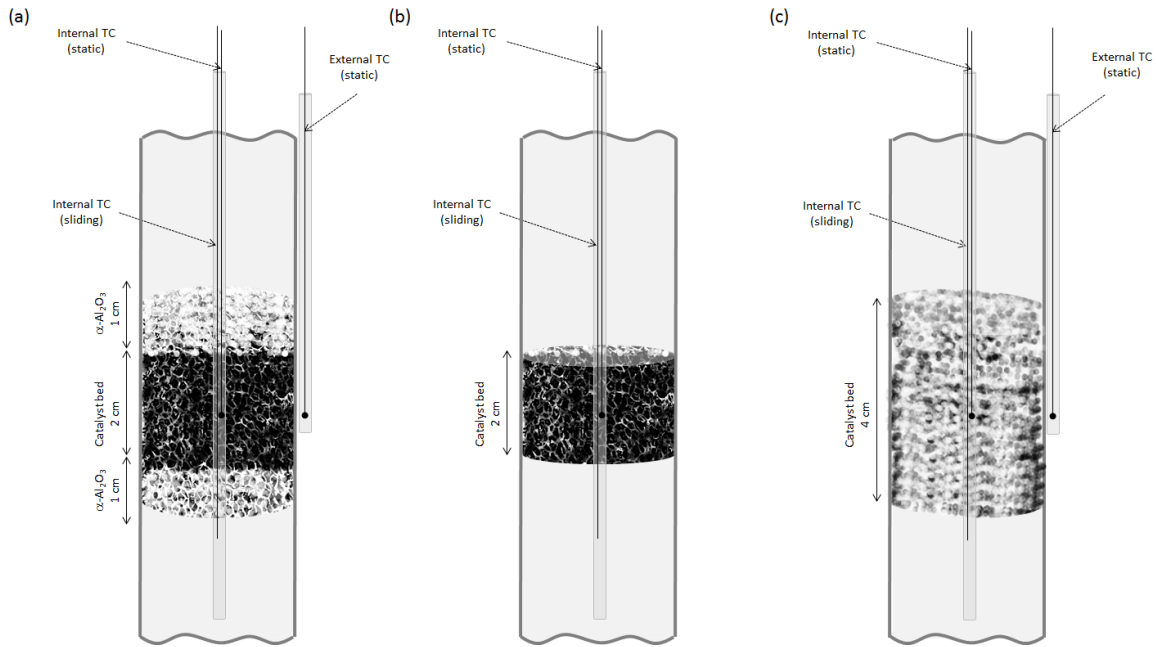 (a)
Internal TC
(static)
External TC
(static)
Internal TC
(sliding)
α-Al₂O₃
1 cm
Catalyst bed
2 cm
α-Al₂O₃
1 cm
(b)
Internal TC
(static)
Internal TC
(sliding)
Catalyst bed
2 cm
(c)
Internal TC
(static)
External TC
(static)
Internal TC
(sliding)
Catalyst bed
4 cm